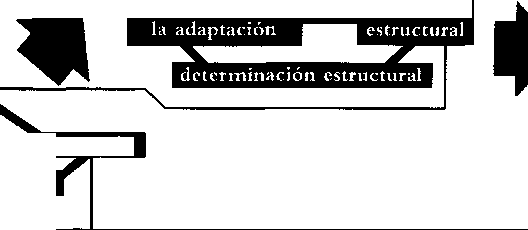 la adaptación estructural
determinación estructural